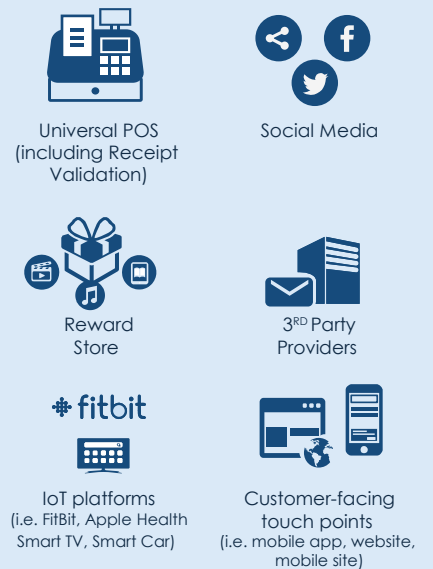 Universal POS
(including Receipt
Validation)
Social Media
Reward
Store
3RD Party
Providers
fitbit
IoT platforms
(i.e. FitBit, Apple Health
Smart TV, Smart Car)
Customer-facing
touch points
(i.e. mobile app, website,
mobile site)